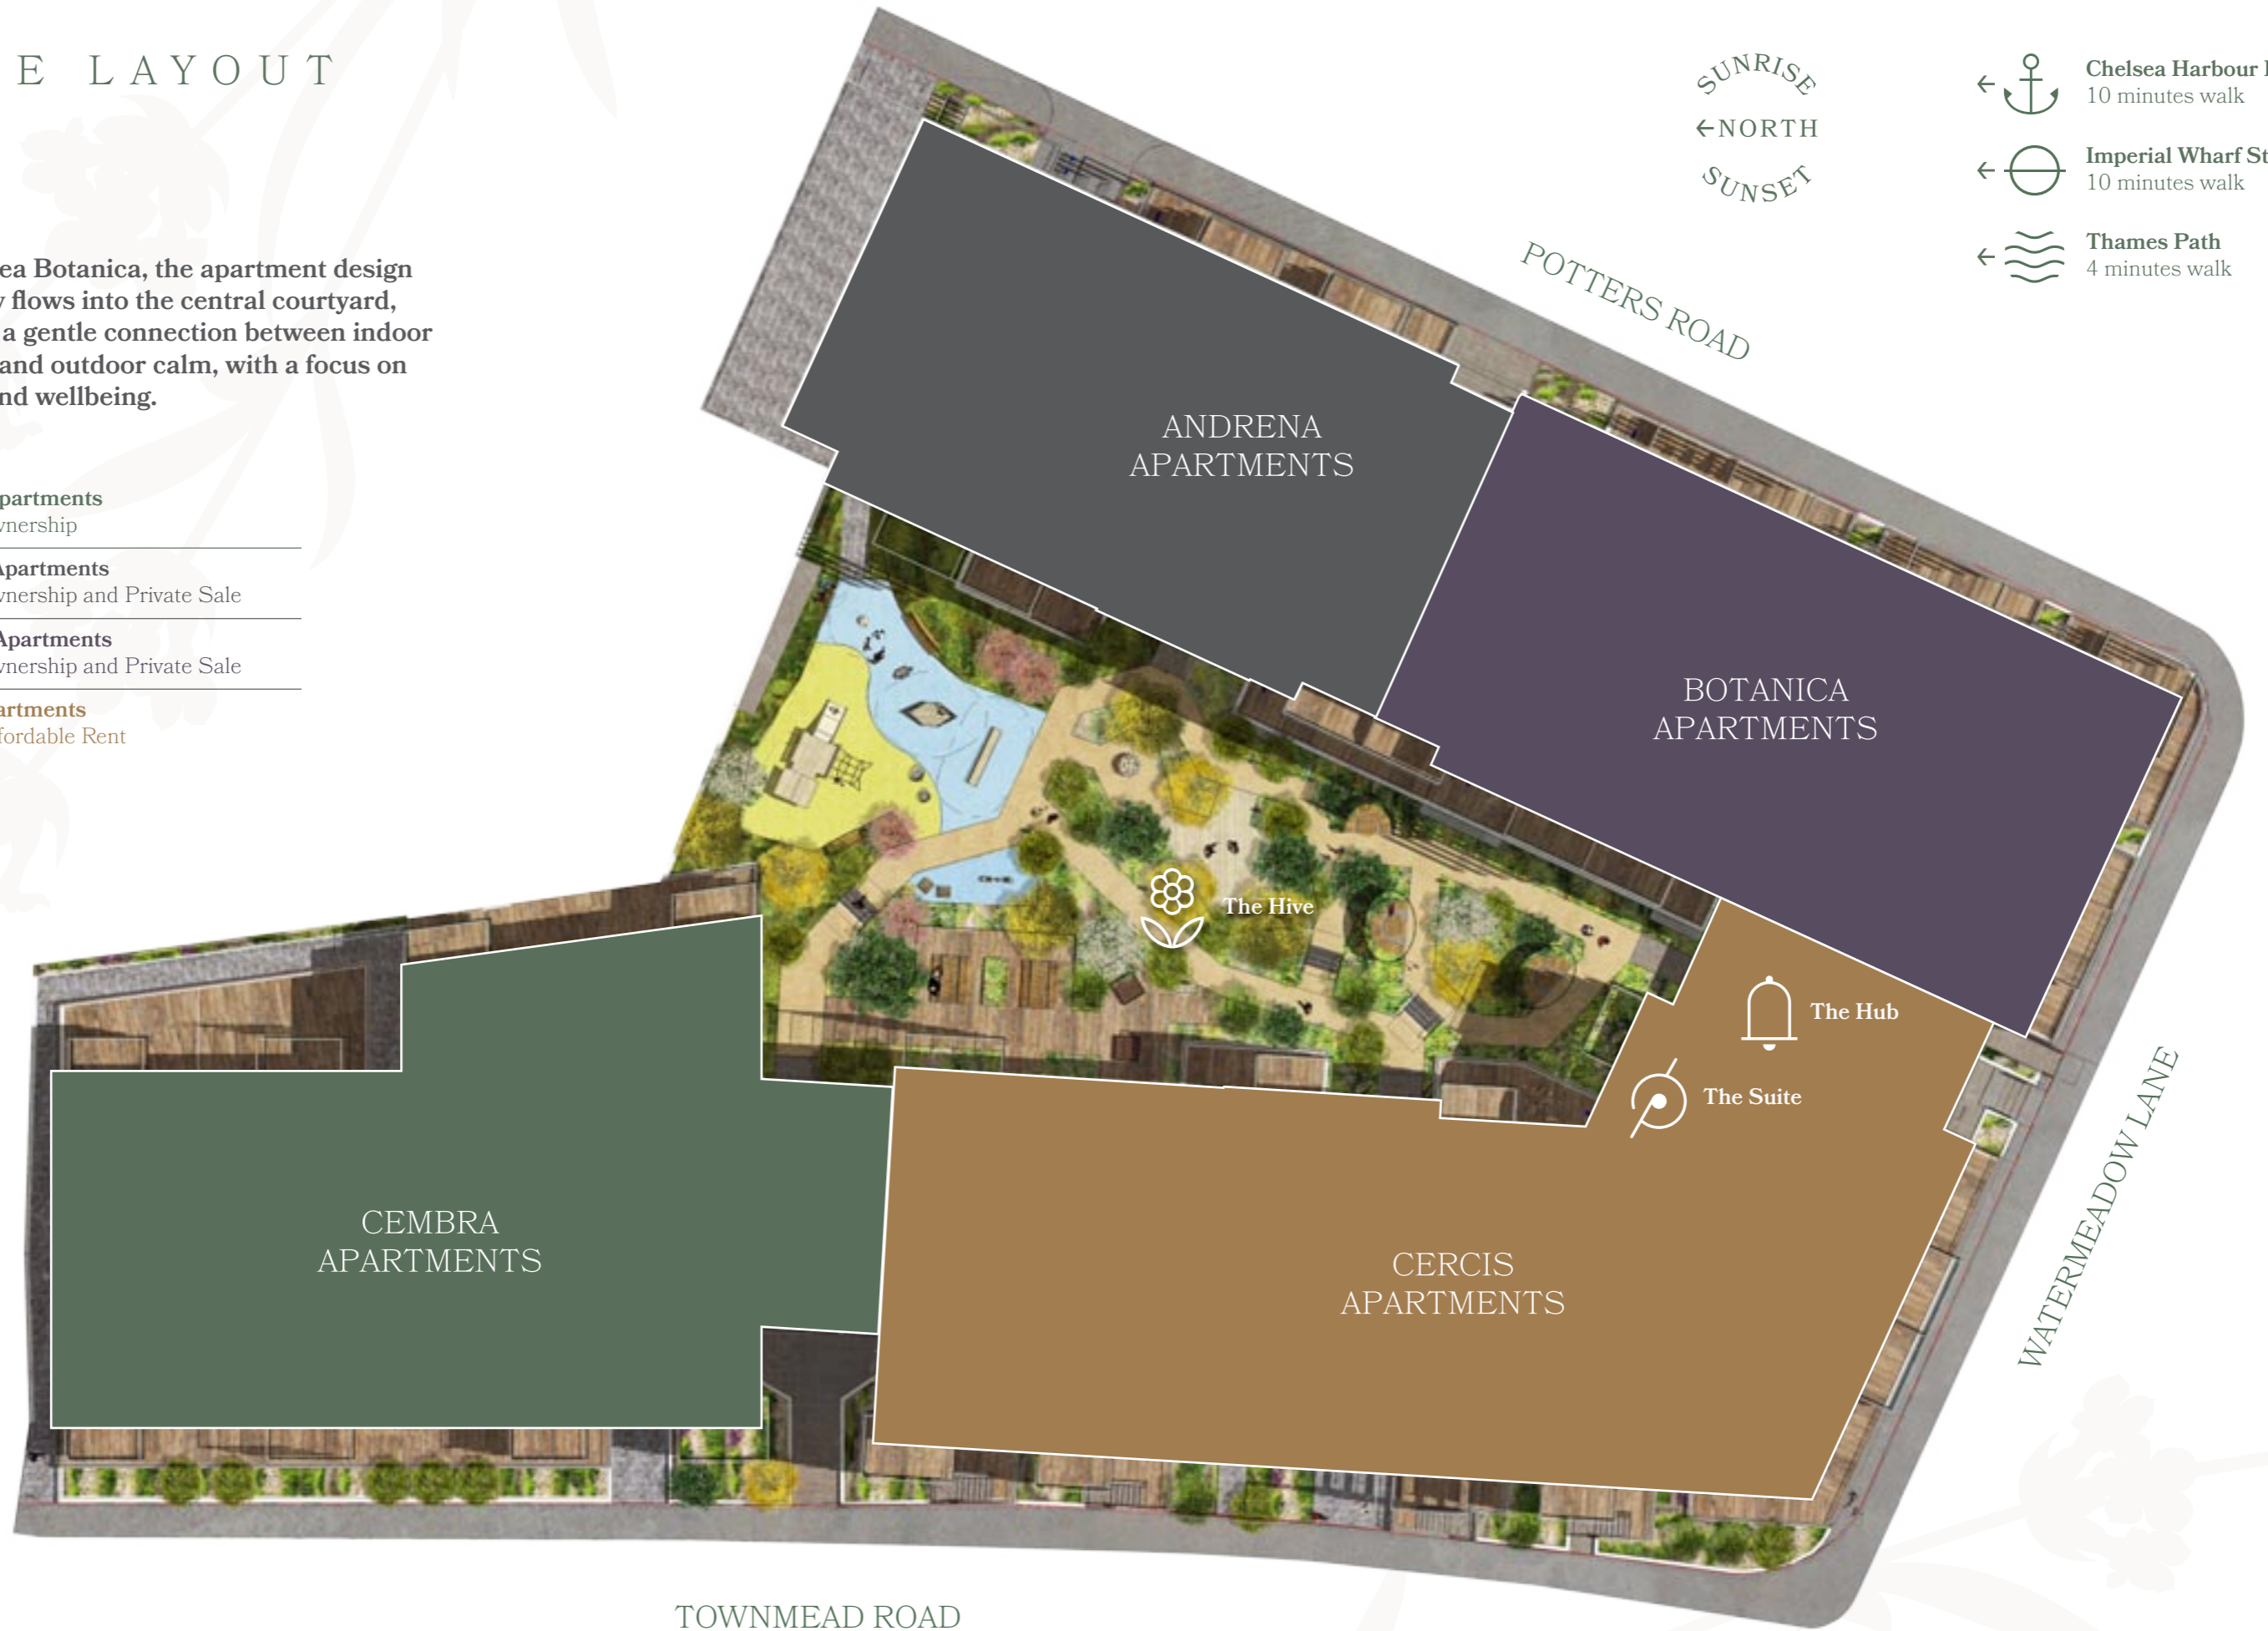 E LAYOUT
ea Botanica, the apartment design
y flows into the central courtyard,
a gentle connection between indoor
and outdoor calm, with a focus on
nd wellbeing.
partments
wnership
Apartments
wnership and Private Sale
Apartments
wnership and Private Sale
artments
fordable Rent
SUNRISE
←NORTH
SUNSET
Chelsea Harbour
10 minutes walk
Imperial Wharf St
10 minutes walk
Thames Path
4 minutes walk
POTTERS ROAD
ANDRENA
APARTMENTS
BOTANICA
APARTMENTS
The Hive
The Hub
The Suite
WATERMEADOW LANE
CEMBRA
APARTMENTS
CERCIS
APARTMENTS
TOWNMEAD ROAD